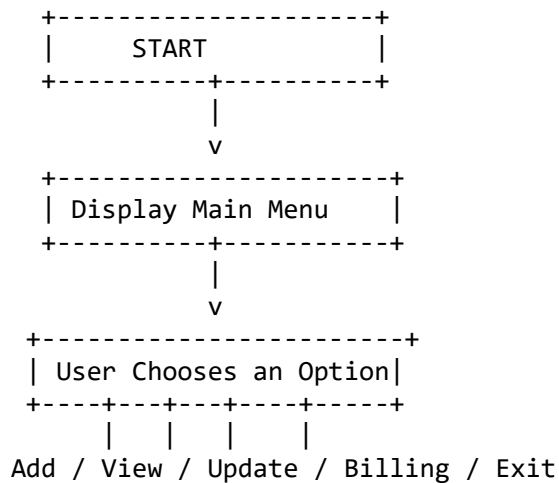 START
Display Main Menu
User Chooses an Option
Add / View / Update / Billing / Exit